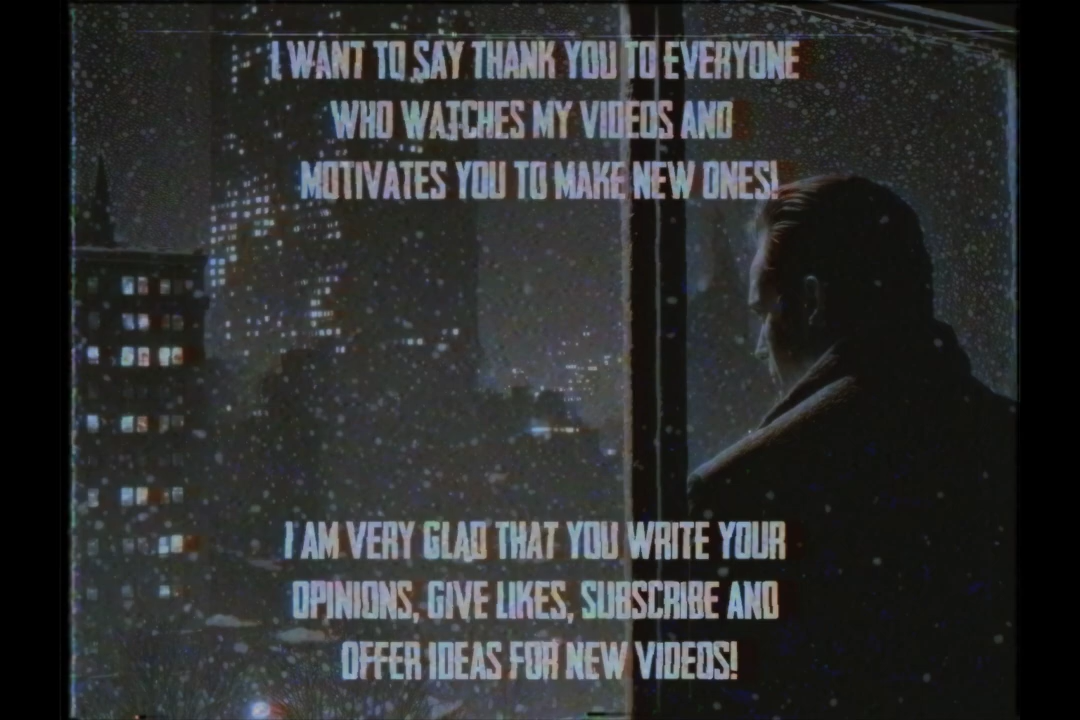 I WANT TO SAY THANK YOU TO EVERYONE
WHO WATCHES MY VIDEOS AND
MOTIVATES YOU TO MAKE NEW ONES!
I AM VERY GLAD THAT YOU WRITE YOUR
OPINIONS, GIVE LIKES, SUBSCRIBE AND
OFFER IDEAS FOR NEW VIDEOS!